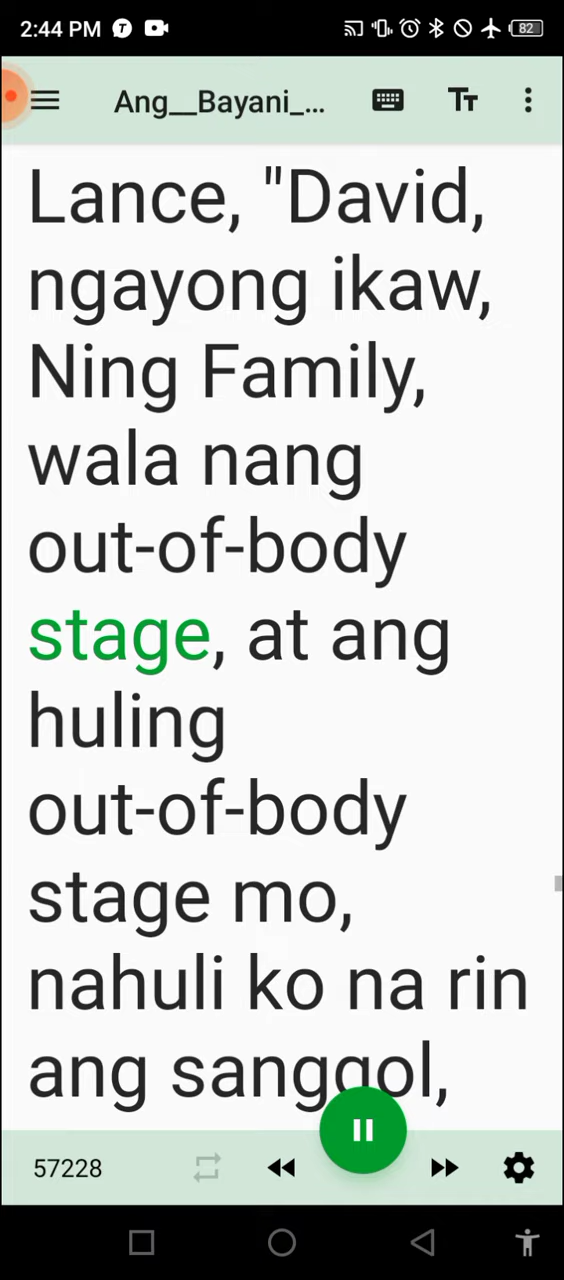 2:44 PM
82
Ang__Bayani_...
Lance, "David,
ngayong ikaw,
Ning Family,
wala nang
out-of-body
stage, at ang
huling
out-of-body
stage mo,
nahuli ko na rin
ang sanggol,
57228